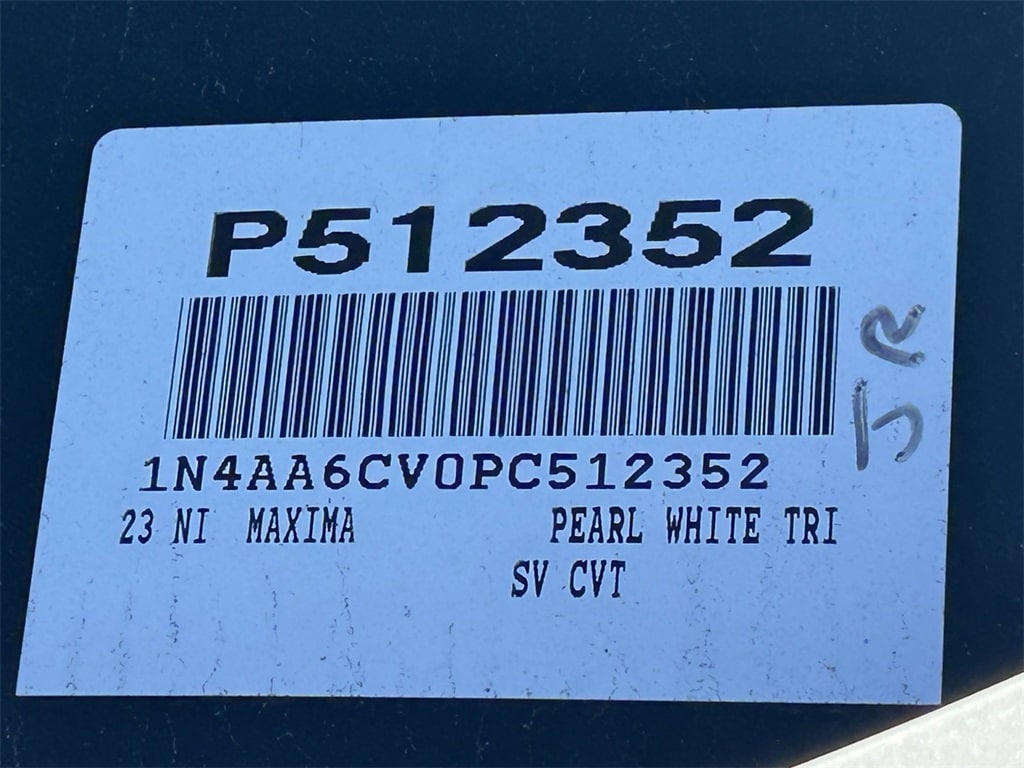 P512352
1N4AA6CV0PC512352
23 NI MAXIMA PEARL WHITE TRI
SV CVT